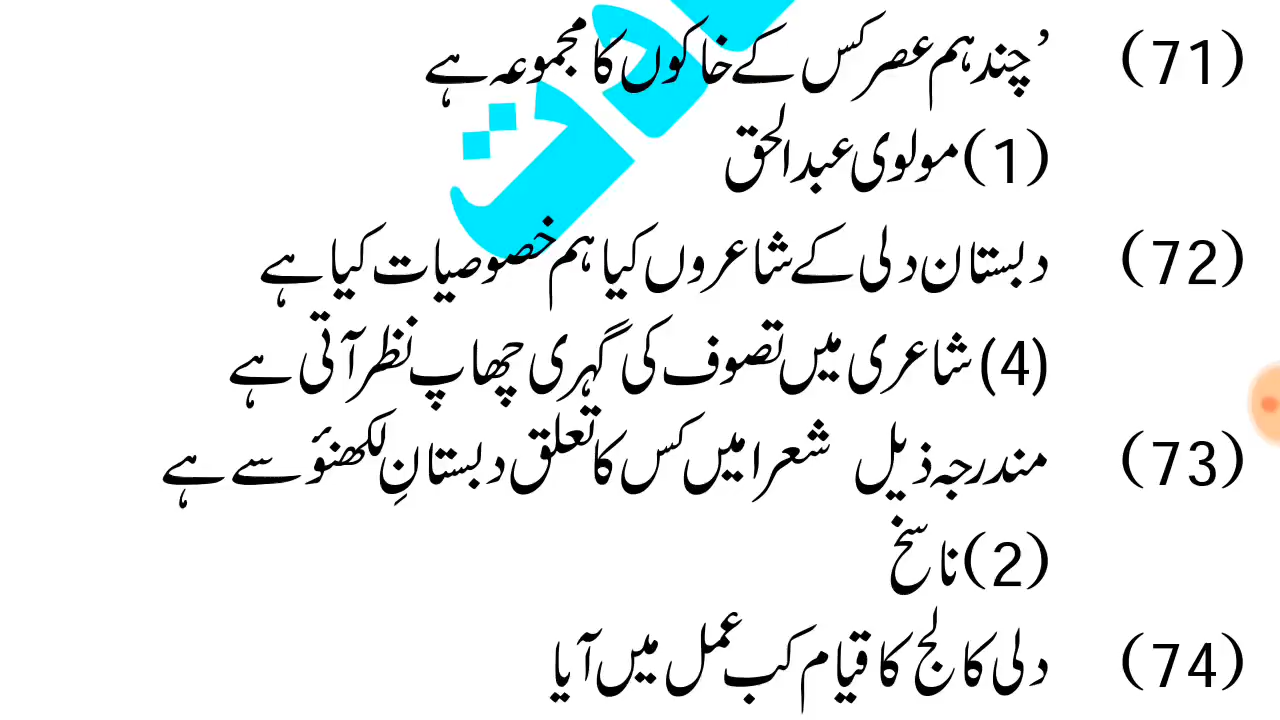 (71) ’چند ہم عصر کس کے خاکوں کا مجموعہ ہے
(1) مولوی عبدالحق
(72) دبستان دلی کے شاعروں کیا ہم خصوصیات کیا ہے
(4) شاعری میں تصوف کی گہری چھاپ نظر آتی ہے
(73) مندرجہ ذیل شعرا میں کس کا تعلق دبستانِ لکھنؤ سے ہے
(2) ناسخ
(74) دلی کالج کا قیام کب عمل میں آیا